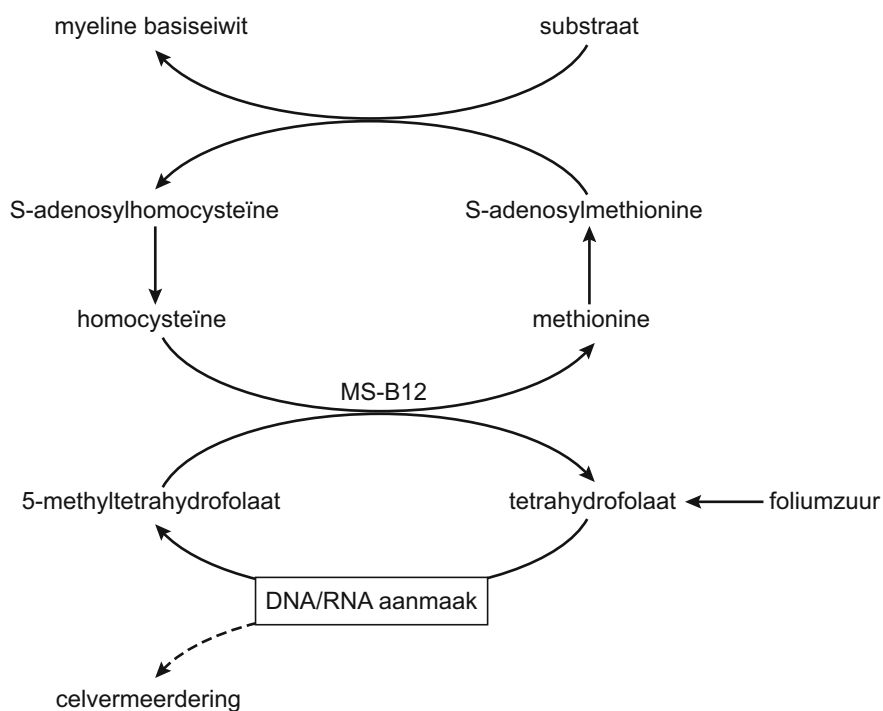 myeline basiseiwit
substraat
S-adenosylhomocysteïne
S-adenosylmethionine
homocysteïne
methionine
MS-B12
5-methyltetrahydrofolaat
tetrahydrofolaat
foliumzuur
DNA/RNA aanmaak
celvermeerdering